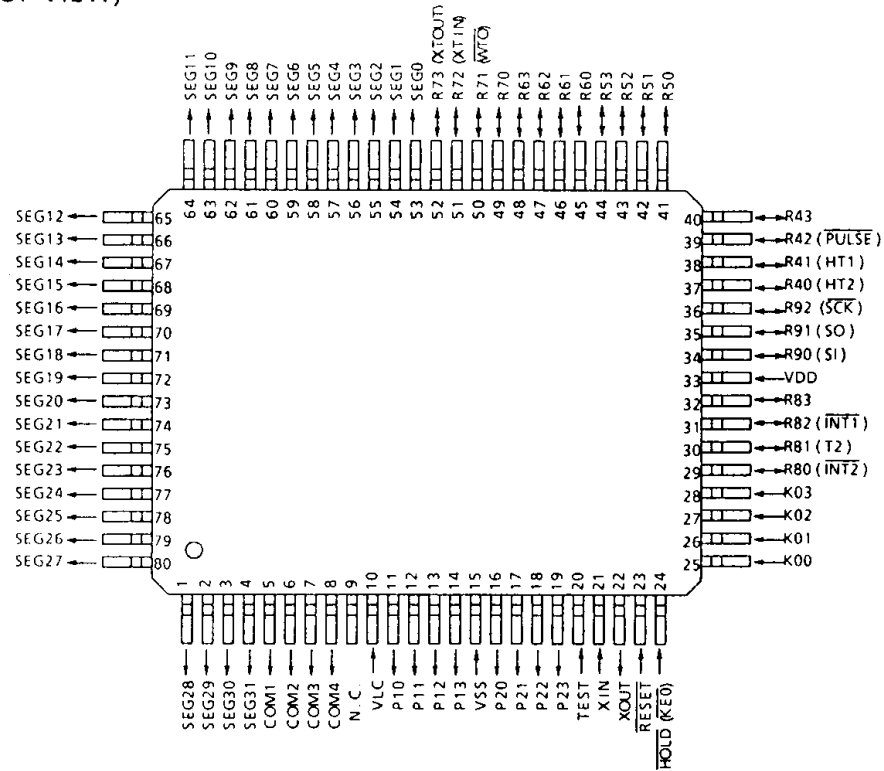 SEG11
SEG10
SEG9
SEG8
SEG7
SEG6
SEG5
SEG4
SEG3
SEG2
SEG1
SEG0
R73 (XTOUT)
R72 (XTIN)
R71 (WTO)
R70
R63
R62
R61
R60
R53
R52
R51
R50
64 63 62 61 60 59 58 57 56 55 54 53 52 51 50 49 48 47 46 45 44 43 42 41
SEG12 65
SEG13 66
SEG14 67
SEG15 68
SEG16 69
SEG17 70
SEG18 71
SEG19 72
SEG20 73
SEG21 74
SEG22 75
SEG23 76
SEG24 77
SEG25 78
SEG26 79
SEG27 80
40 R43
39 R42 (PULSE)
38 R41 (HT1)
37 R40 (HT2)
36 R92 (SCK)
35 R91 (SO)
34 R90 (SI)
33 VDD
32 R83
31 R82 (INT1)
30 R81 (T2)
29 R80 (INT2)
28 K03
27 K02
26 K01
25 K00
1 2 3 4 5 6 7 8 9 10 11 12 13 14 15 16 17 18 19 20 21 22 23 24
SEG28
SEG29
SEG30
SEG31
COM1
COM2
COM3
COM4
N.C.
VLC
P10
P11
P12
P13
VSS
P20
P21
P22
P23
TEST
XIN
XOUT
RESET
HOLD (KE0)